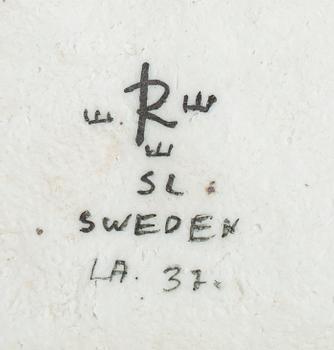 R
SL
SWEDEN
LA. 37.